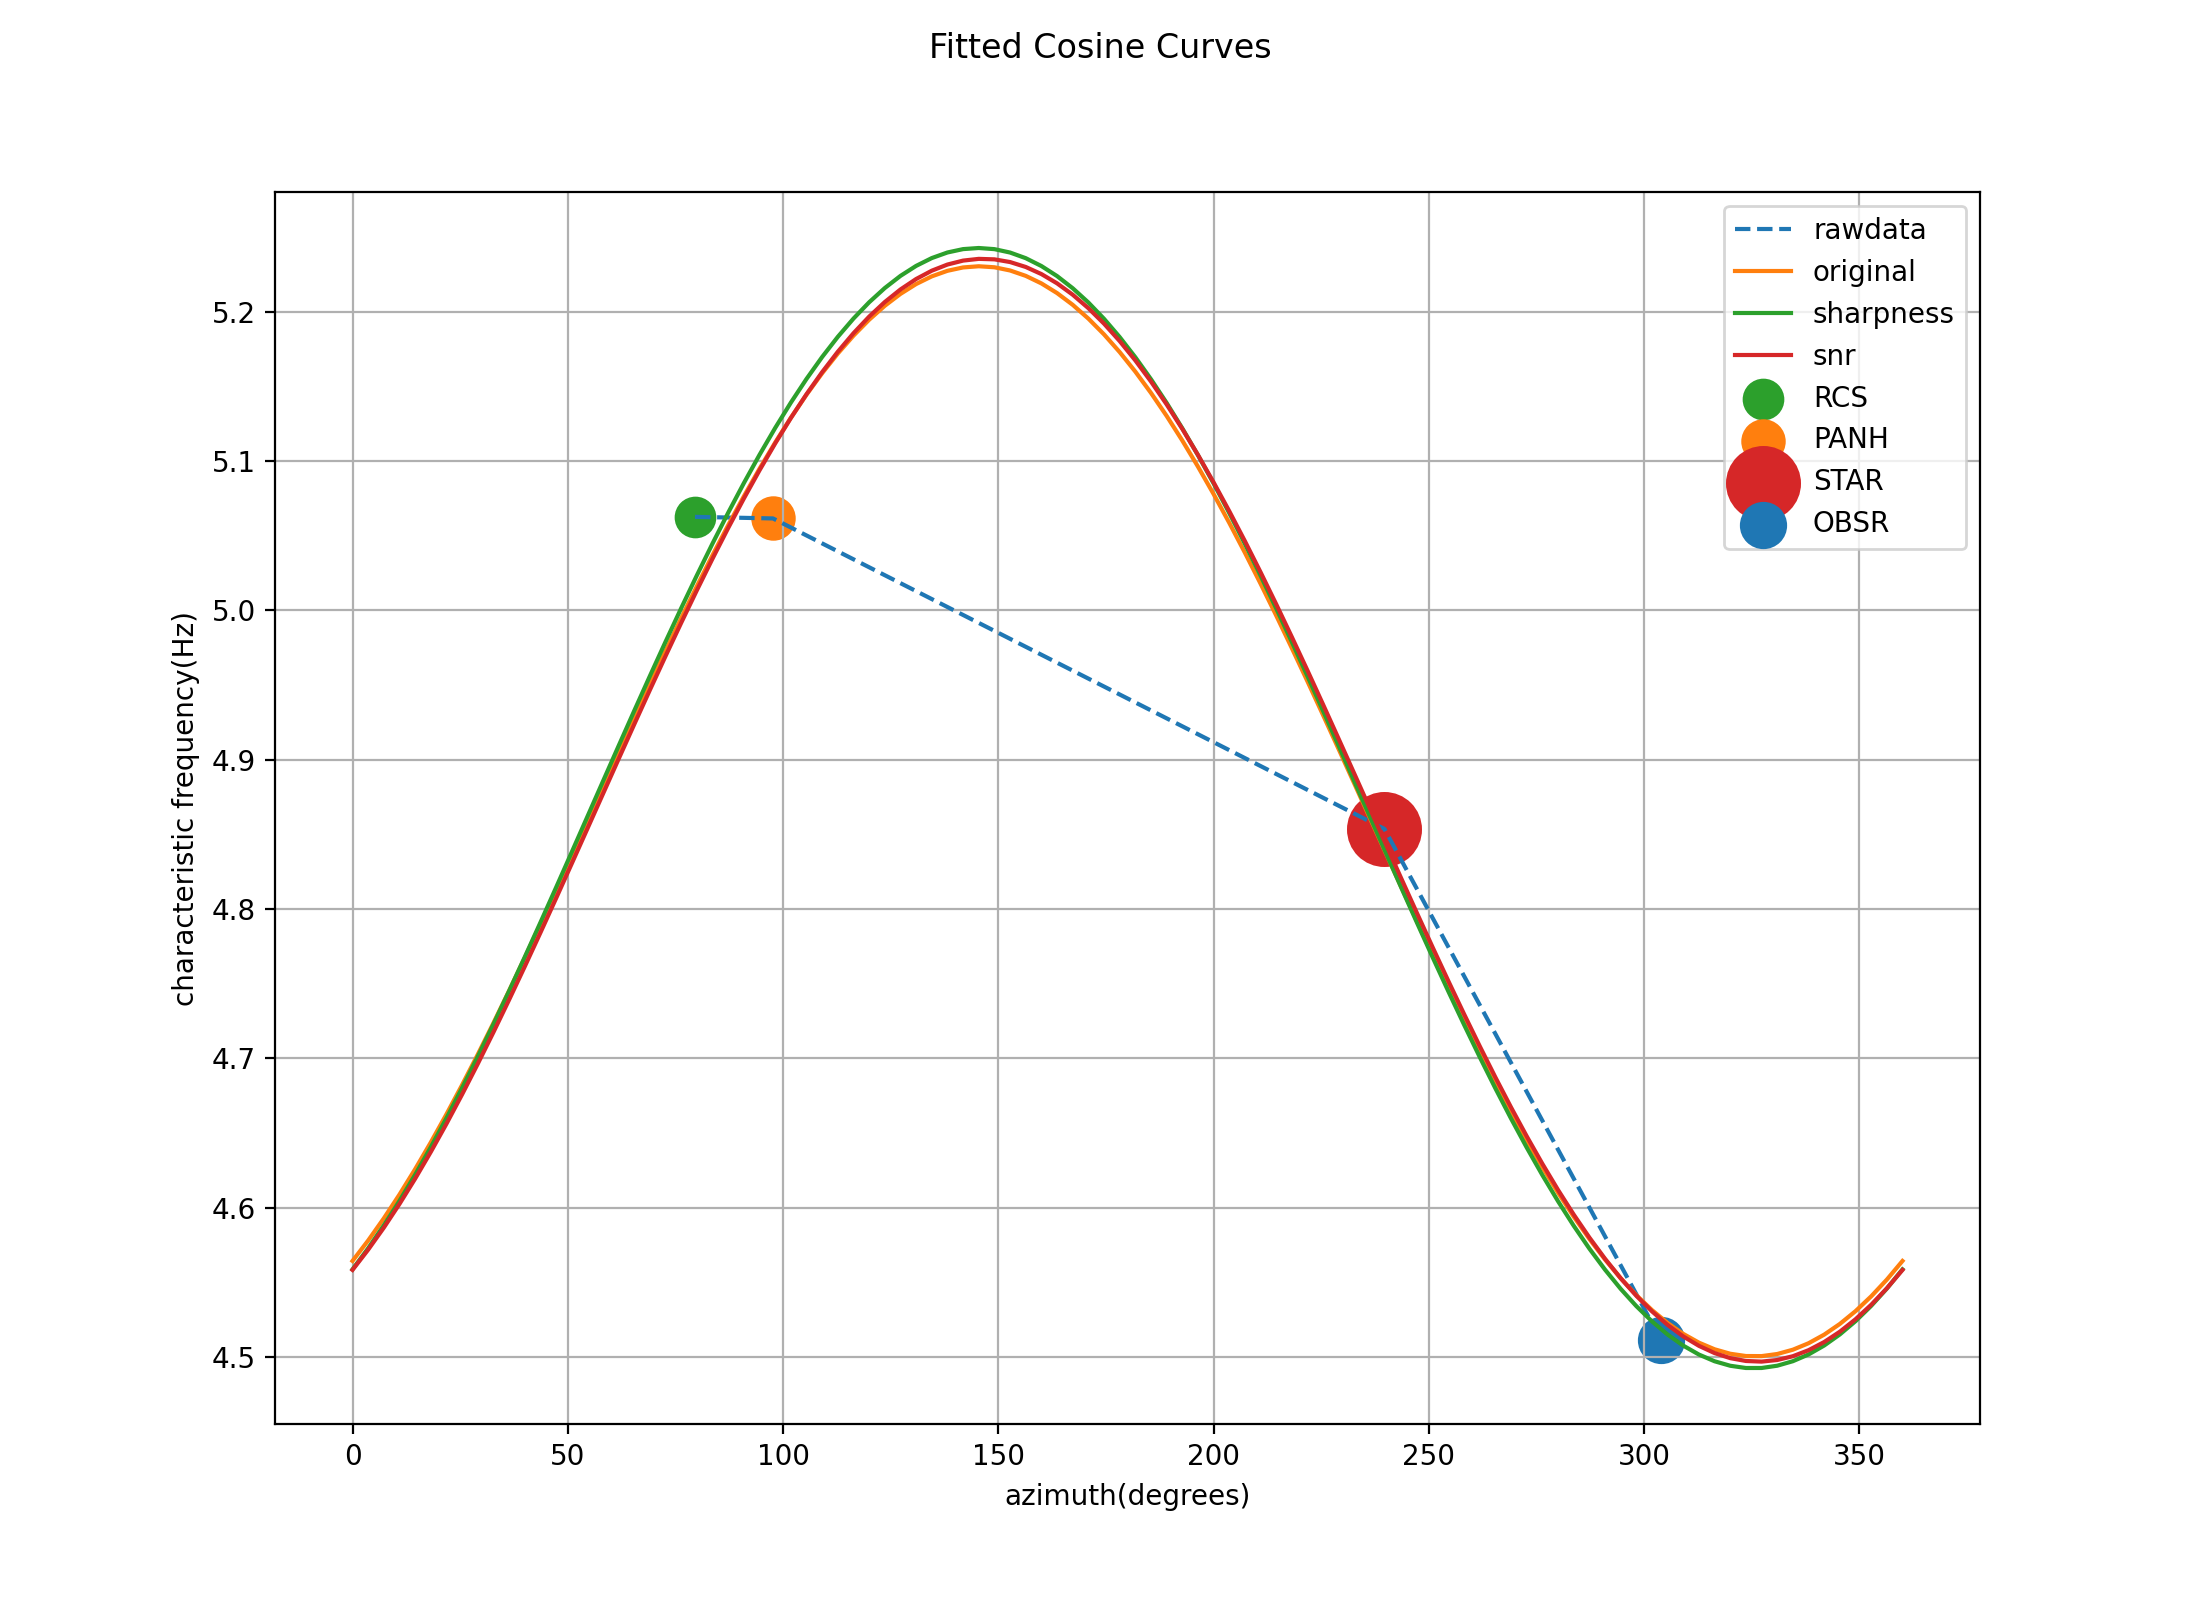 Fitted Cosine Curves
rawdata
original
sharpness
snr
RCS
PANH
STAR
OBSR
characteristic frequency(Hz)
5.2
5.1
5.0
4.9
4.8
4.7
4.6
4.5
0 50 100 150 200 250 300 350
azimuth(degrees)